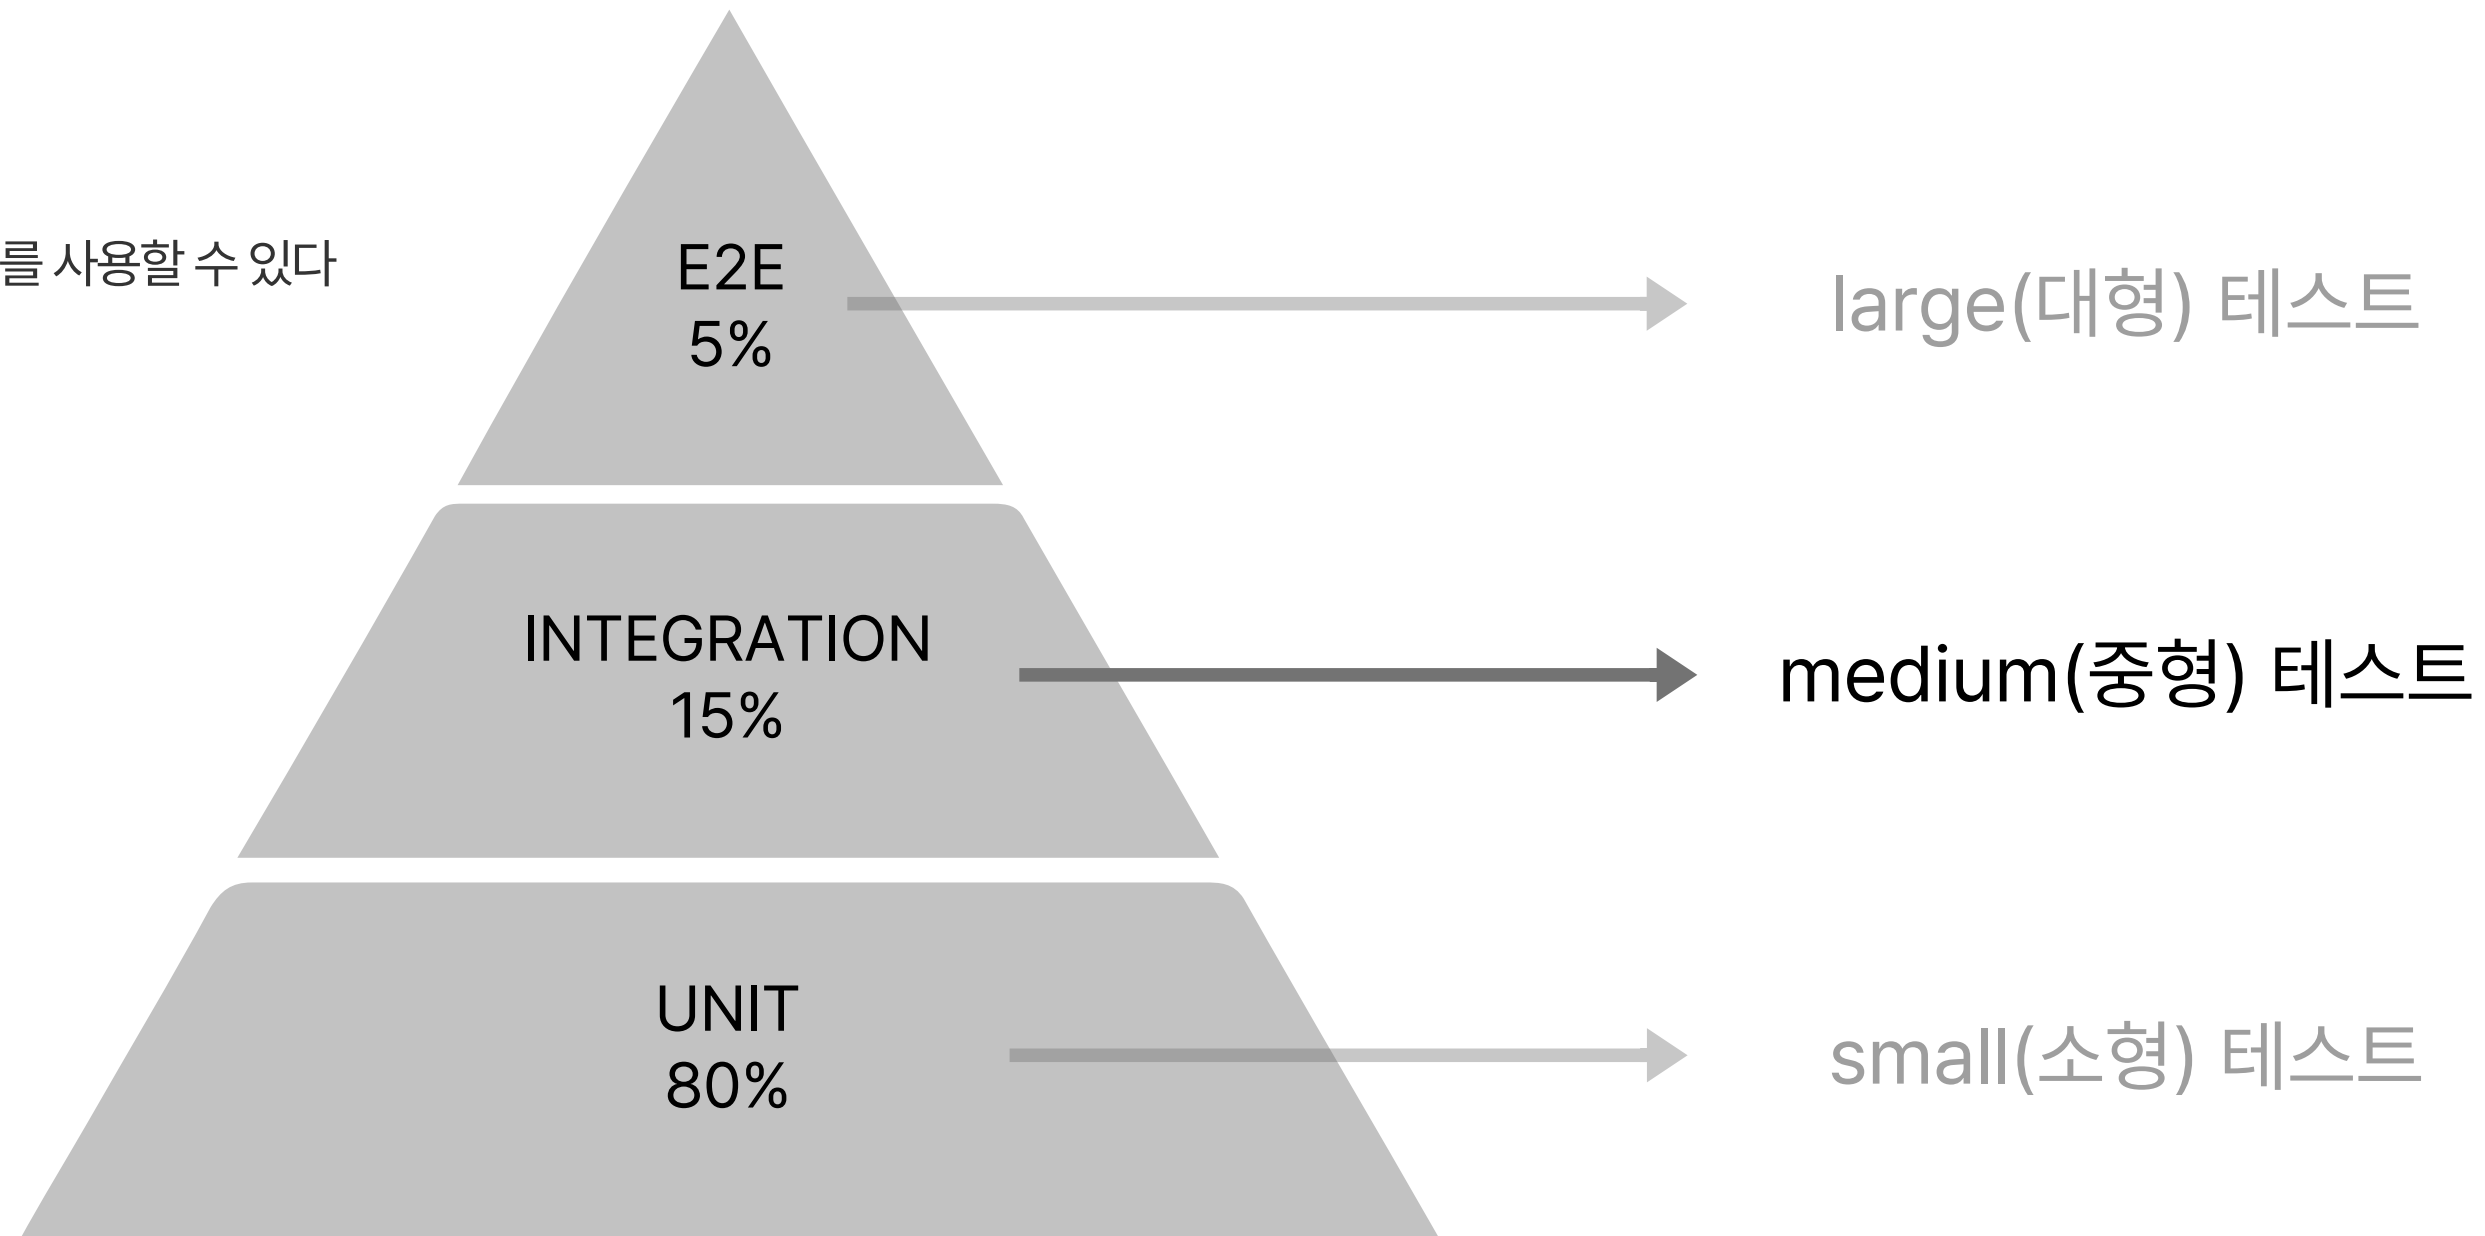 를 사용할 수 있다
E2E
5%
large(대형) 테스트
INTEGRATION
15%
medium(중형) 테스트
UNIT
80%
small(소형) 테스트